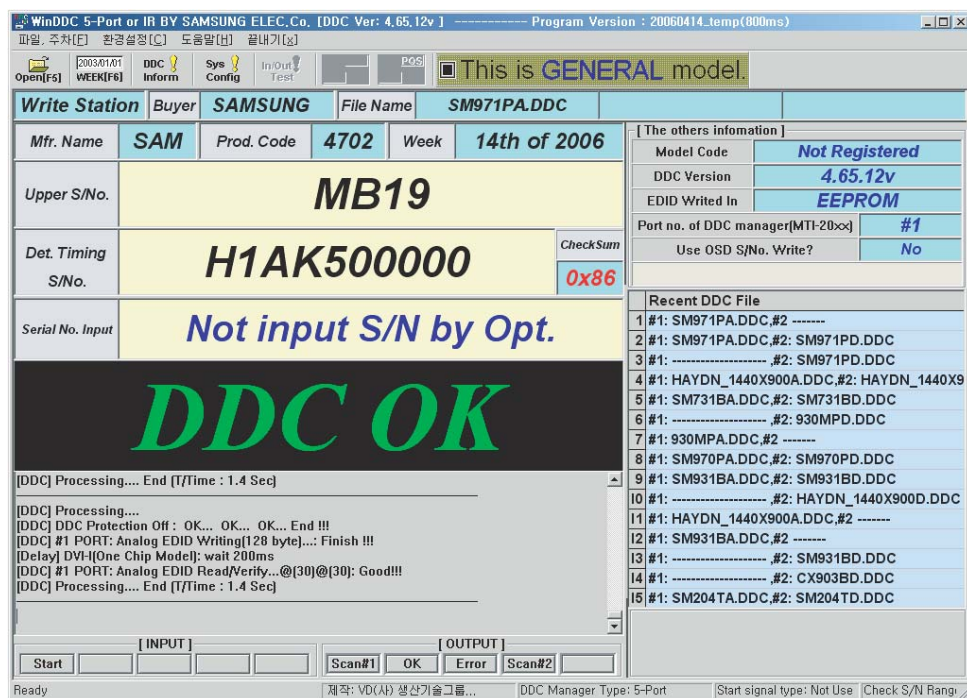 WinDDC 5-Port or IR BY SAMSUNG ELEC,Co, [DDC Ver: 4,65,12v ] ----------- Program Version : 20060414_temp(800ms)
파일, 주차[F] 환경설정[C] 도움말[H] 끝내기[x]
Open[F5]
2003/01/01
WEEK[F6]
DDC
Inform
Sys
Config
In/Out
Test
POS
This is GENERAL model.
Write Station Buyer SAMSUNG File Name SM971PA.DDC
Mfr. Name SAM Prod. Code 4702 Week 14th of 2006
Upper S/No. MB19
Det. Timing
S/No.
H1AK500000
CheckSum
0x86
Serial No. Input Not input S/N by Opt.
DDC OK
[DDC] Processing.... End (T/Time : 1.4 Sec)
[DDC] Processing....
[DDC] DDC Protection Off : OK... OK... OK... End !!!
[DDC] #1 PORT: Analog EDID Writing(128 byte)...: Finish !!!
[Delay] DVI-I(One Chip Model): wait 200ms
[DDC] #1 PORT: Analog EDID Read/Verify...@(30)@(30): Good!!!
[DDC] Processing.... End (T/Time : 1.4 Sec)
[ INPUT ]
Start
[ OUTPUT ]
Scan#1 OK Error Scan#2
[ The others infomation ]
Model Code Not Registered
DDC Version 4.65.12v
EDID Writed In EEPROM
Port no. of DDC manager(MTI-20xx) #1
Use OSD S/No. Write? No
Recent DDC File
1 #1: SM971PA.DDC,#2 -------
2 #1: SM971PA.DDC,#2: SM971PD.DDC
3 #1: ------------------- ,#2: SM971PD.DDC
4 #1: HAYDN_1440X900A.DDC,#2: HAYDN_1440X9
5 #1: SM731BA.DDC,#2: SM731BD.DDC
6 #1: ------------------- ,#2: 930MPD.DDC
7 #1: 930MPA.DDC,#2 -------
8 #1: SM970PA.DDC,#2: SM970PD.DDC
9 #1: SM931BA.DDC,#2: SM931BD.DDC
10 #1: ------------------- ,#2: HAYDN_1440X900D.DDC
11 #1: HAYDN_1440X900A.DDC,#2 -------
12 #1: SM931BA.DDC,#2 -------
13 #1: ------------------- ,#2: SM931BD.DDC
14 #1: ------------------- ,#2: CX903BD.DDC
15 #1: SM204TA.DDC,#2: SM204TD.DDC
Ready 제작: VD(사) 생산기술그룹,,, DDC Manager Type: 5-Port Start signal type: Not Use Check S/N Rang,